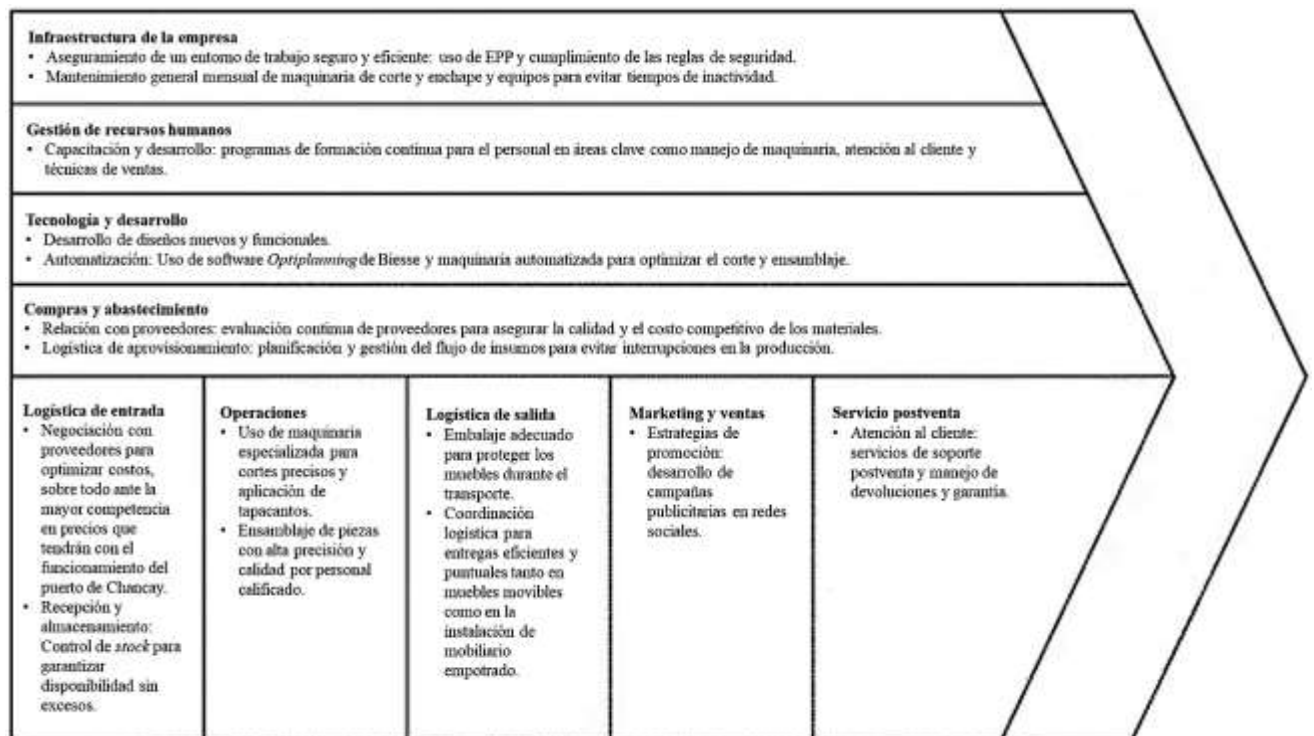 Infraestructura de la empresa
• Aseguramiento de un entorno de trabajo seguro y eficiente: uso de EPP y cumplimiento de las reglas de seguridad.
• Mantenimiento general mensual de maquinaria de corte y enchape y equipos para evitar tiempos de inactividad.
Gestión de recursos humanos
• Capacitación y desarrollo: programas de formación continua para el personal en áreas clave como manejo de maquinaria, atención al cliente y
técnicas de ventas.
Tecnología y desarrollo
• Desarrollo de diseños nuevos y funcionales.
• Automatización: Uso de software Optiplanning de Biesse y maquinaria automatizada para optimizar el corte y ensamblaje.
Compras y abastecimiento
• Relación con proveedores: evaluación continua de proveedores para asegurar la calidad y el costo competitivo de los materiales.
• Logística de aprovisionamiento: planificación y gestión del flujo de insumos para evitar interrupciones en la producción.
Logística de entrada
• Negociación con
proveedores para
optimizar costos,
sobre todo ante la
mayor competencia
en precios que
tendrán con el
funcionamiento del
puerto de Chancay.
• Recepción y
almacenamiento:
Control de stock para
garantizar
disponibilidad sin
excesos.
Operaciones
• Uso de maquinaria
especializada para
cortes precisos y
aplicación de
tapacantos.
• Ensamblaje de piezas
con alta precisión y
calidad por personal
calificado.
Logística de salida
• Embalaje adecuado
para proteger los
muebles durante el
transporte.
• Coordinación
logística para
entregas eficientes y
puntuales tanto en
muebles movibles
como en la
instalación de
mobiliario
empotrado.
Marketing y ventas
• Estrategias de
promoción:
desarrollo de
campañas
publicitarias en redes
sociales.
Servicio postventa
• Atención al cliente:
servicios de soporte
postventa y manejo de
devoluciones y garantía.